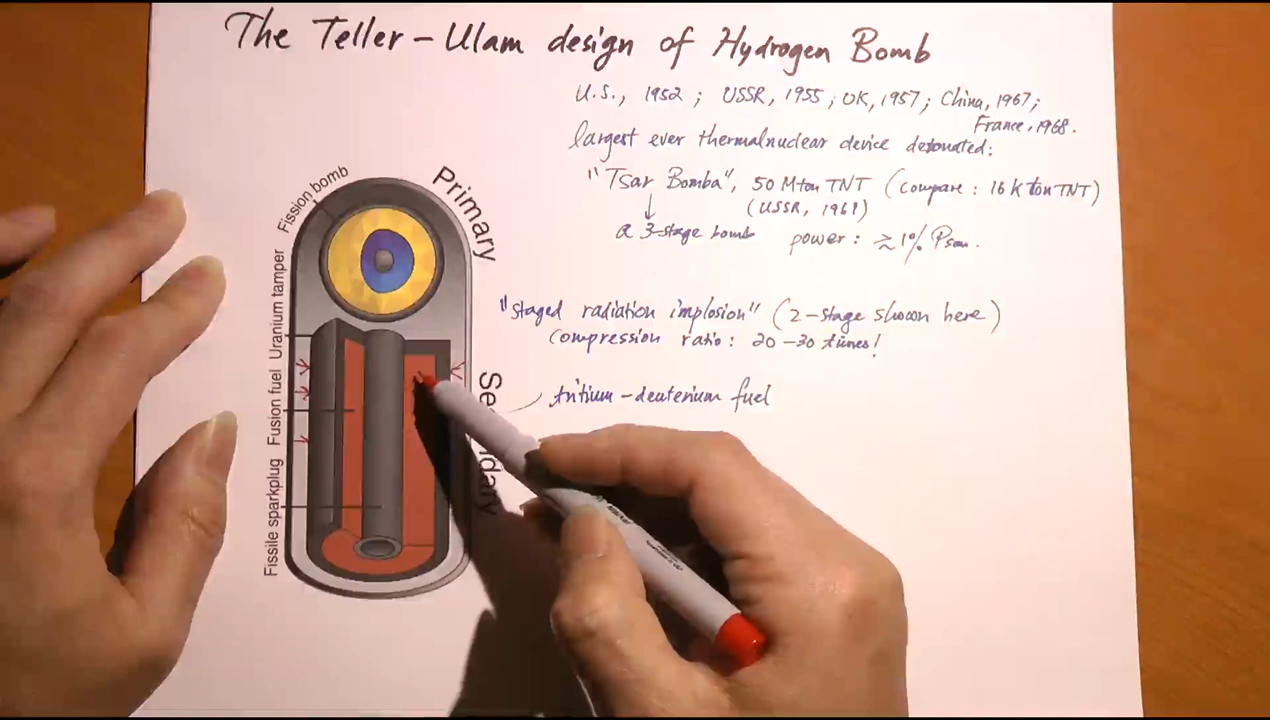 The Teller-Ulam design of Hydrogen Bomb
U.S., 1952 ; USSR, 1955 ; UK, 1957 ; China, 1967 ;
France, 1968.
largest ever thermalnuclear device detonated:
"Tsar Bomba", 50 Mton TNT (compare : 16 k ton TNT)
(USSR, 1961)
a 3-stage bomb power : ≳1% Psun.
"staged radiation implosion" (2-stage shown here)
compression ratio : 20-30 times!
tritium-deuterium fuel
Primary
Fission bomb
Uranium tamper
Fusion fuel
Fissile sparkplug